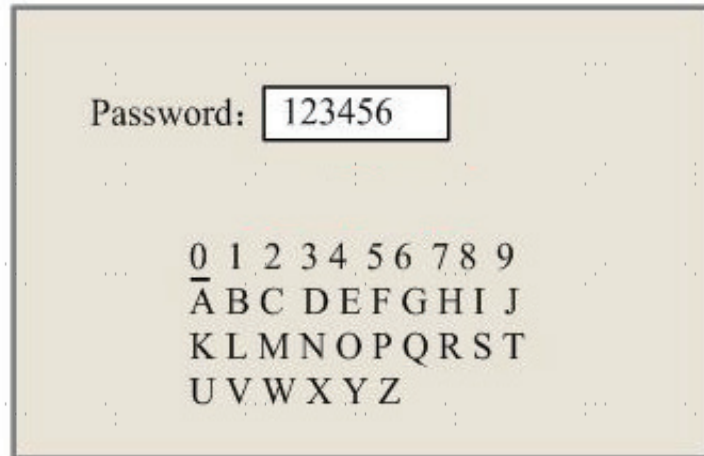 Password： 123456
0 1 2 3 4 5 6 7 8 9
A B C D E F G H I J
K L M N O P Q R S T
U V W X Y Z